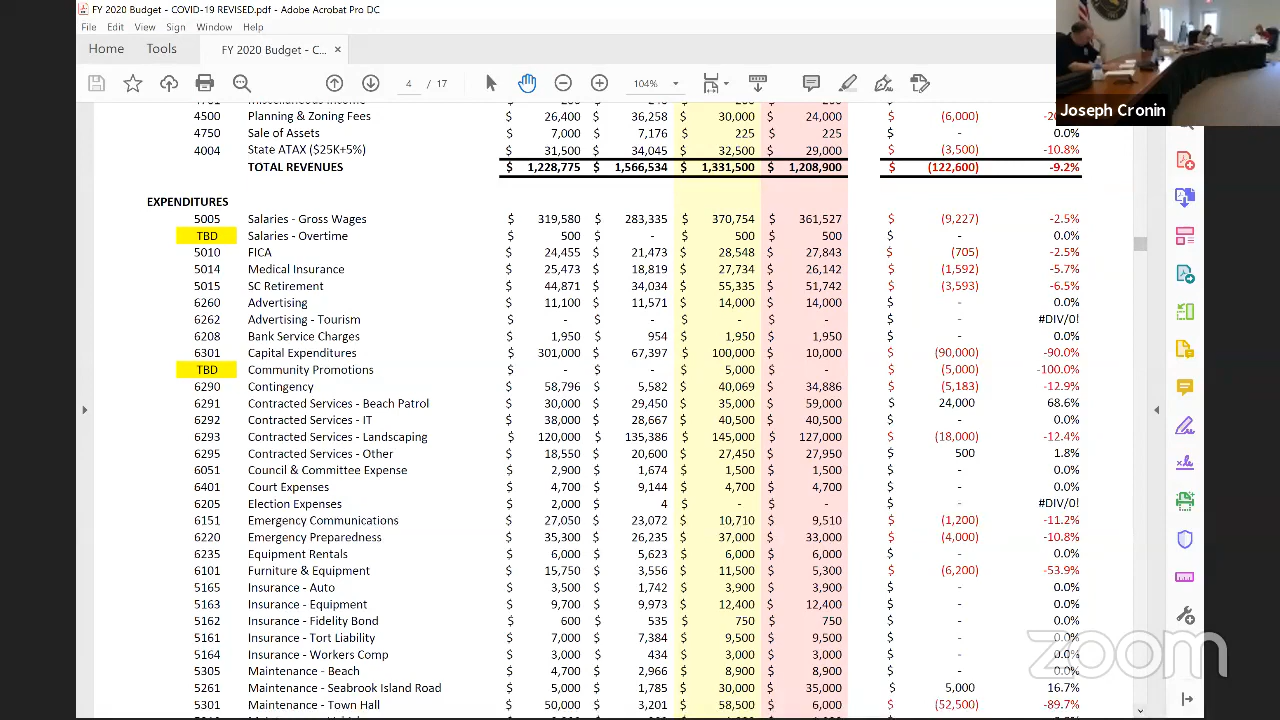 FY 2020 Budget - COVID-19 REVISED.pdf - Adobe Acrobat Pro DC
File Edit View Sign Window Help
Home Tools FY 2020 Budget - C... ×
4 / 17 104%
Joseph Cronin
4500 Planning & Zoning $ 26,400 $ 36,258 $ 30,000 $ 24,000 $ (6,000)
4750 Sale of Assets $ 7,000 $ 7,176 $ 225 $ 225 $ - 0.0%
4004 State ATAX ($25K+5%) $ 31,500 $ 34,045 $ 32,500 $ 29,000 $ (3,500) -10.8%
TOTAL REVENUES $ 1,228,775 $ 1,566,534 $ 1,331,500 $ 1,208,900 $ (122,600) -9.2%
EXPENDITURES
5005 Salaries - Gross Wages $ 319,580 $ 283,335 $ 370,754 $ 361,527 $ (9,227) -2.5%
TBD Salaries - Overtime $ 500 $ - $ 500 $ 500 $ - 0.0%
5010 FICA $ 24,455 $ 21,473 $ 28,548 $ 27,843 $ (705) -2.5%
5014 Medical Insurance $ 25,473 $ 18,819 $ 27,734 $ 26,142 $ (1,592) -5.7%
5015 SC Retirement $ 44,871 $ 34,034 $ 55,335 $ 51,742 $ (3,593) -6.5%
6260 Advertising $ 11,100 $ 11,571 $ 14,000 $ 14,000 $ - 0.0%
6262 Advertising - Tourism $ - $ - $ - $ - $ - #DIV/0!
6208 Bank Service Charges $ 1,950 $ 954 $ 1,950 $ 1,950 $ - 0.0%
6301 Capital Expenditures $ 301,000 $ 67,397 $ 100,000 $ 10,000 $ (90,000) -90.0%
TBD Community Promotions $ - $ - $ 5,000 $ - $ (5,000) -100.0%
6290 Contingency $ 58,796 $ 5,582 $ 40,069 $ 34,886 $ (5,183) -12.9%
6291 Contracted Services - Beach Patrol $ 30,000 $ 29,450 $ 35,000 $ 59,000 $ 24,000 68.6%
6292 Contracted Services - IT $ 38,000 $ 28,667 $ 40,500 $ 40,500 $ - 0.0%
6293 Contracted Services - Landscaping $ 120,000 $ 135,386 $ 145,000 $ 127,000 $ (18,000) -12.4%
6295 Contracted Services - Other $ 18,550 $ 20,600 $ 27,450 $ 27,950 $ 500 1.8%
6051 Council & Committee Expense $ 2,900 $ 1,674 $ 1,500 $ 1,500 $ - 0.0%
6401 Court Expenses $ 4,700 $ 9,144 $ 4,700 $ 4,700 $ - 0.0%
6205 Election Expenses $ 2,000 $ 4 $ - $ - $ - #DIV/0!
6151 Emergency Communications $ 27,050 $ 23,072 $ 10,710 $ 9,510 $ (1,200) -11.2%
6220 Emergency Preparedness $ 35,300 $ 26,235 $ 37,000 $ 33,000 $ (4,000) -10.8%
6235 Equipment Rentals $ 6,000 $ 5,623 $ 6,000 $ 6,000 $ - 0.0%
6101 Furniture & Equipment $ 15,750 $ 3,556 $ 11,500 $ 5,300 $ (6,200) -53.9%
5165 Insurance - Auto $ 3,500 $ 1,742 $ 3,900 $ 3,900 $ - 0.0%
5163 Insurance - Equipment $ 9,700 $ 9,973 $ 12,400 $ 12,400 $ - 0.0%
5162 Insurance - Fidelity Bond $ 600 $ 535 $ 750 $ 750 $ - 0.0%
5161 Insurance - Tort Liability $ 7,000 $ 7,384 $ 9,500 $ 9,500 $ - 0.0%
5164 Insurance - Workers Comp $ 3,000 $ 434 $ 3,000 $ 3,000 $ - 0.0%
5305 Maintenance - Beach $ 4,700 $ 2,966 $ 8,900 $ 8,900 $ - 0.0%
5261 Maintenance - Seabrook Island Road $ 5,000 $ 1,785 $ 30,000 $ 35,000 $ 5,000 16.7%
5301 Maintenance - Town Hall $ 50,000 $ 3,201 $ 58,500 $ 6,000 $ (52,500) -89.7%
zoom